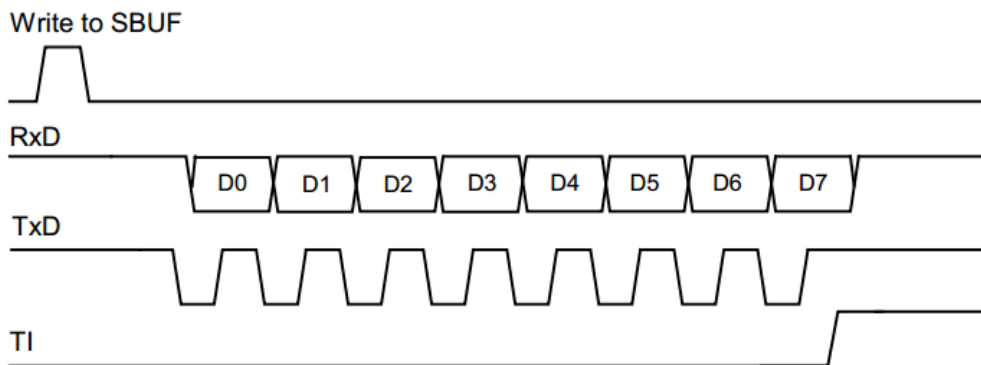 Write to SBUF
RxD
D0 D1 D2 D3 D4 D5 D6 D7
TxD
TI